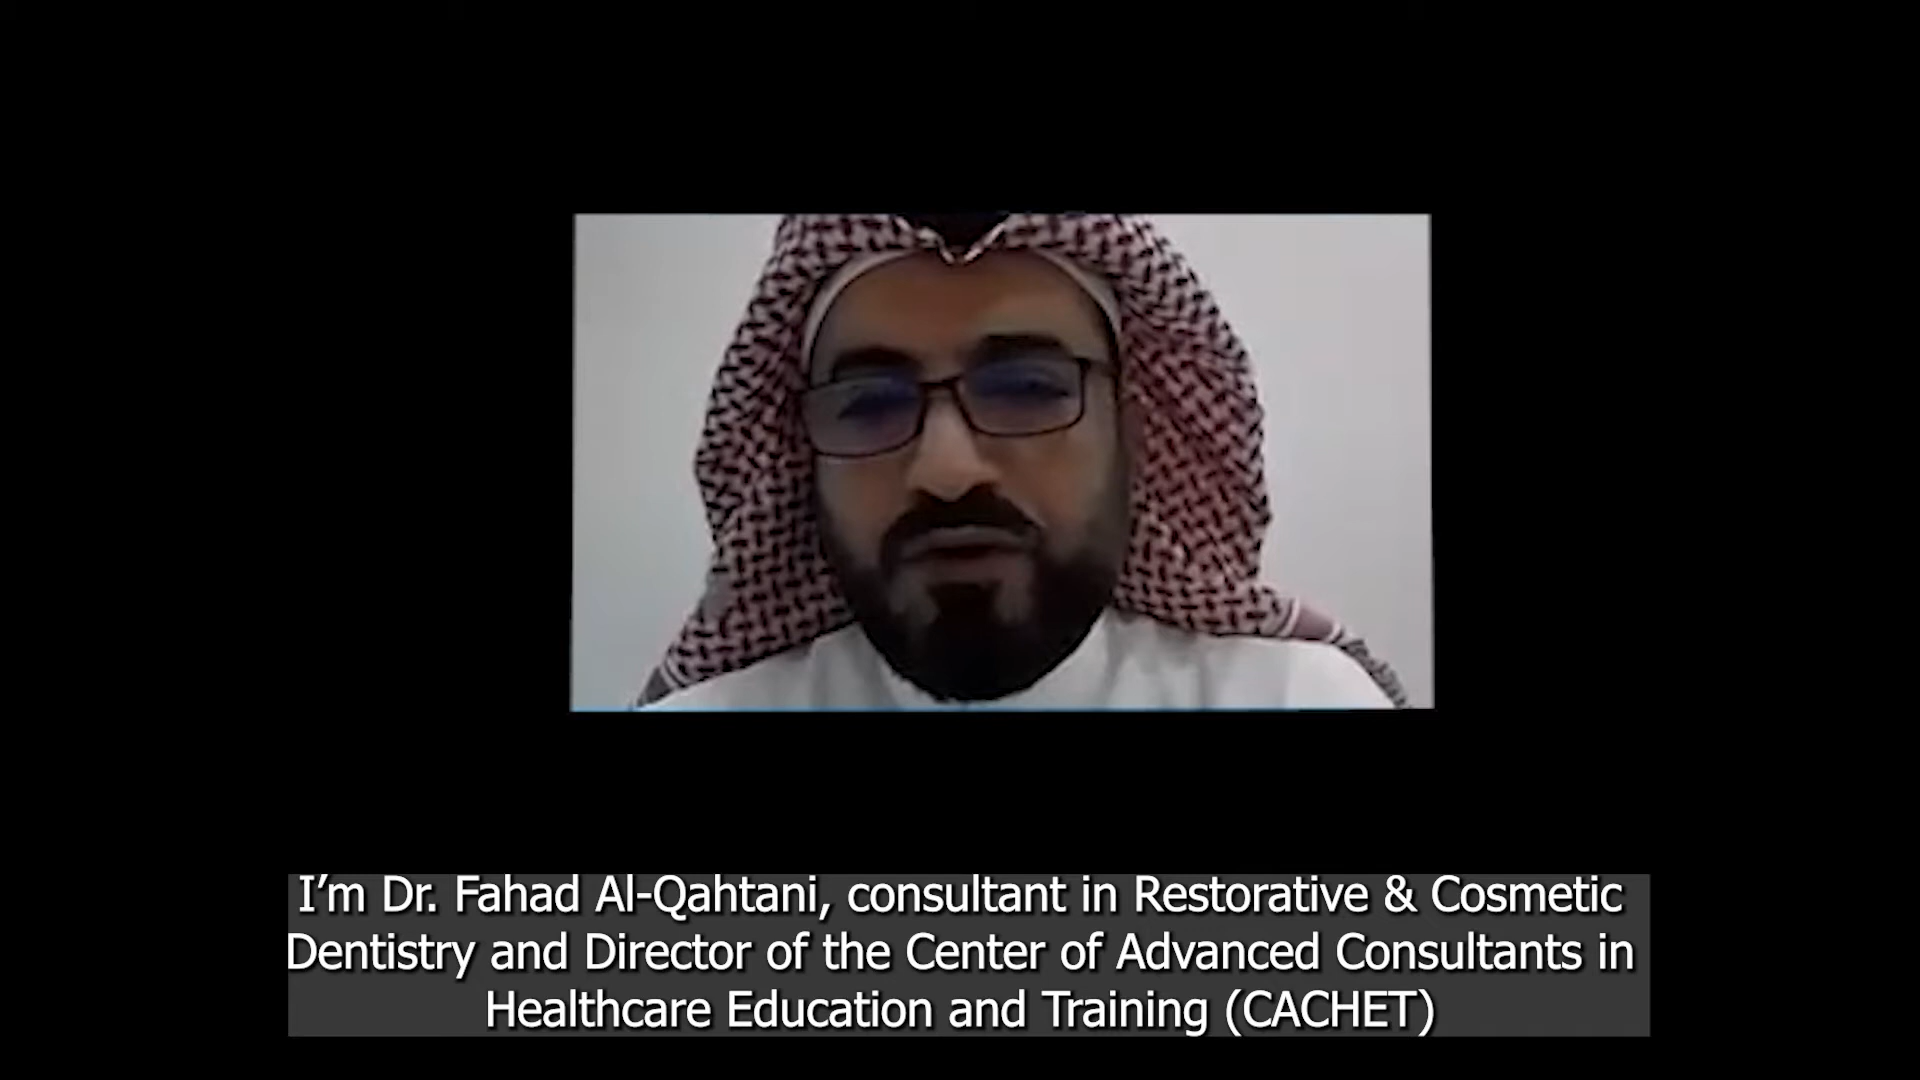 I’m Dr. Fahad Al-Qahtani, consultant in Restorative & Cosmetic
Dentistry and Director of the Center of Advanced Consultants in
Healthcare Education and Training (CACHET)